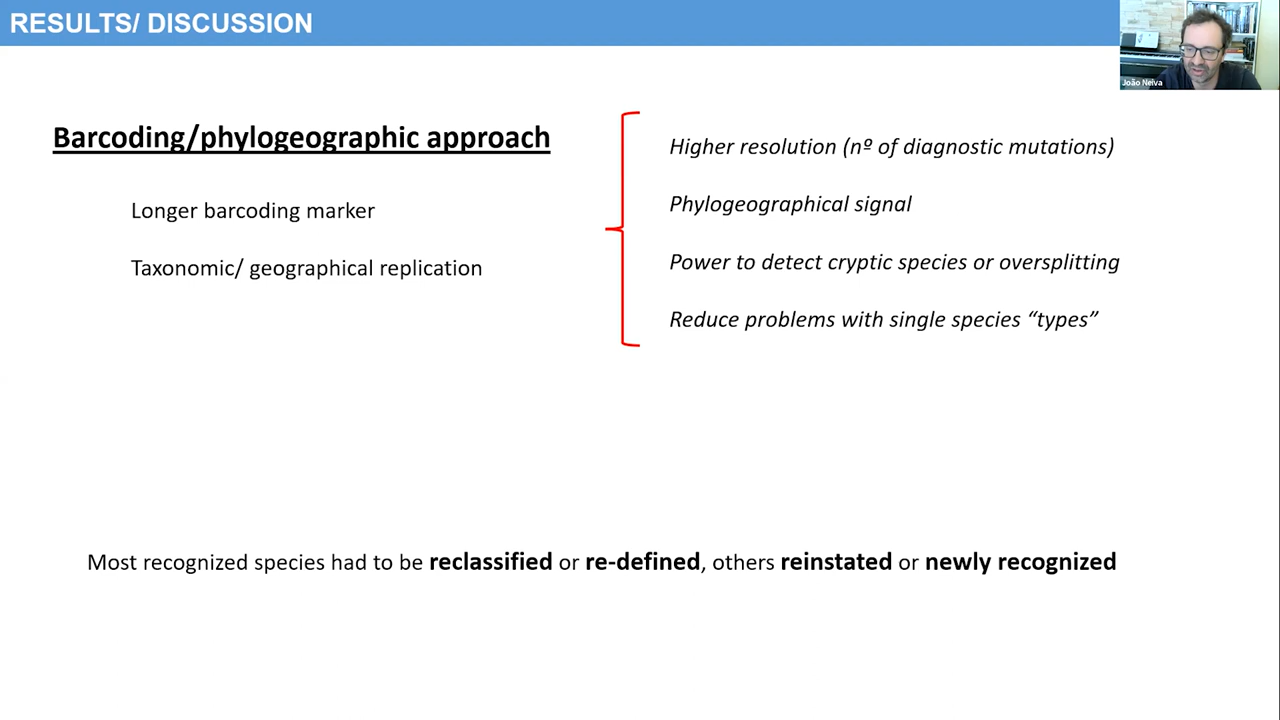 RESULTS/ DISCUSSION
João Neiva
Barcoding/phylogeographic approach
Longer barcoding marker
Taxonomic/ geographical replication
Higher resolution (nº of diagnostic mutations)
Phylogeographical signal
Power to detect cryptic species or oversplitting
Reduce problems with single species “types”
Most recognized species had to be reclassified or re-defined, others reinstated or newly recognized